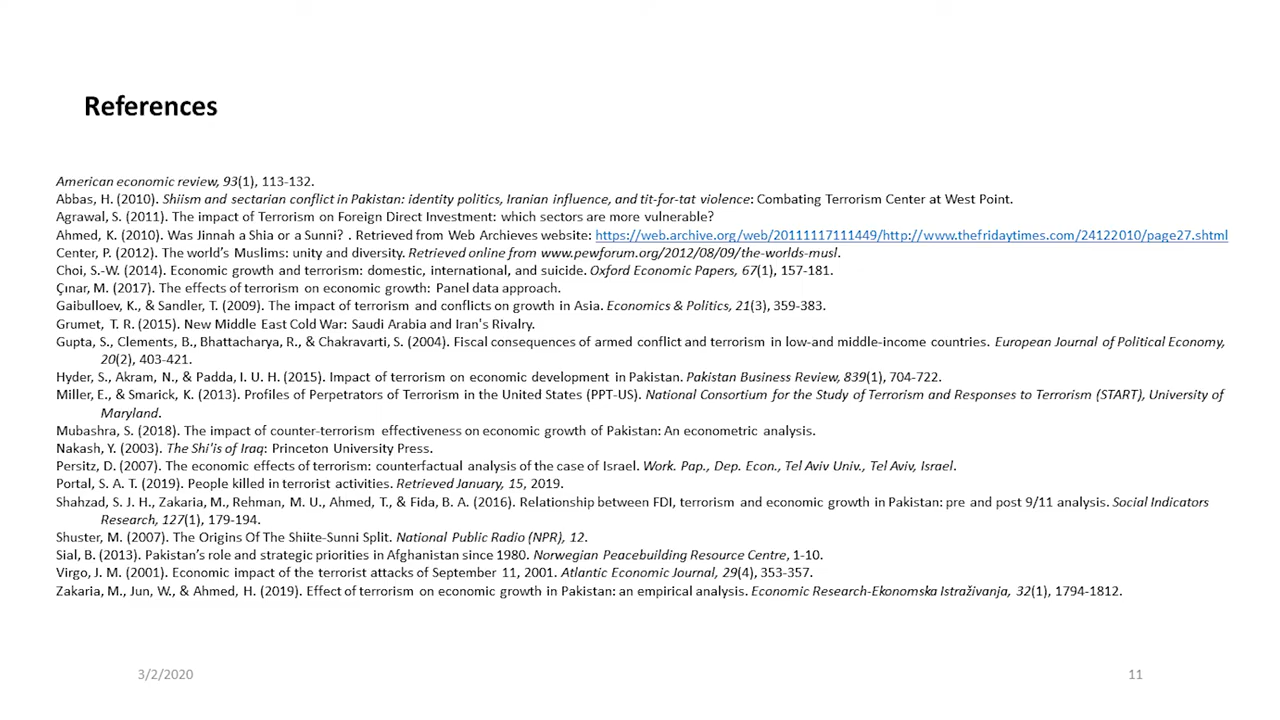 References
American economic review, 93(1), 113-132.
Abbas, H. (2010). Shiism and sectarian conflict in Pakistan: identity politics, Iranian influence, and tit-for-tat violence: Combating Terrorism Center at West Point.
Agrawal, S. (2011). The impact of Terrorism on Foreign Direct Investment: which sectors are more vulnerable?
Ahmed, K. (2010). Was Jinnah a Shia or a Sunni? . Retrieved from Web Archieves website: https://web.archive.org/web/20111117111449/http://www.thefridaytimes.com/24122010/page27.shtml
Center, P. (2012). The world’s Muslims: unity and diversity. Retrieved online from www.pewforum.org/2012/08/09/the-worlds-musl.
Choi, S.-W. (2014). Economic growth and terrorism: domestic, international, and suicide. Oxford Economic Papers, 67(1), 157-181.
Çınar, M. (2017). The effects of terrorism on economic growth: Panel data approach.
Gaibulloev, K., & Sandler, T. (2009). The impact of terrorism and conflicts on growth in Asia. Economics & Politics, 21(3), 359-383.
Grumet, T. R. (2015). New Middle East Cold War: Saudi Arabia and Iran's Rivalry.
Gupta, S., Clements, B., Bhattacharya, R., & Chakravarti, S. (2004). Fiscal consequences of armed conflict and terrorism in low-and middle-income countries. European Journal of Political Economy,
20(2), 403-421.
Hyder, S., Akram, N., & Padda, I. U. H. (2015). Impact of terrorism on economic development in Pakistan. Pakistan Business Review, 839(1), 704-722.
Miller, E., & Smarick, K. (2013). Profiles of Perpetrators of Terrorism in the United States (PPT-US). National Consortium for the Study of Terrorism and Responses to Terrorism (START), University of
Maryland.
Mubashra, S. (2018). The impact of counter-terrorism effectiveness on economic growth of Pakistan: An econometric analysis.
Nakash, Y. (2003). The Shi'is of Iraq: Princeton University Press.
Persitz, D. (2007). The economic effects of terrorism: counterfactual analysis of the case of Israel. Work. Pap., Dep. Econ., Tel Aviv Univ., Tel Aviv, Israel.
Portal, S. A. T. (2019). People killed in terrorist activities. Retrieved January, 15, 2019.
Shahzad, S. J. H., Zakaria, M., Rehman, M. U., Ahmed, T., & Fida, B. A. (2016). Relationship between FDI, terrorism and economic growth in Pakistan: pre and post 9/11 analysis. Social Indicators
Research, 127(1), 179-194.
Shuster, M. (2007). The Origins Of The Shiite-Sunni Split. National Public Radio (NPR), 12.
Sial, B. (2013). Pakistan’s role and strategic priorities in Afghanistan since 1980. Norwegian Peacebuilding Resource Centre, 1-10.
Virgo, J. M. (2001). Economic impact of the terrorist attacks of September 11, 2001. Atlantic Economic Journal, 29(4), 353-357.
Zakaria, M., Jun, W., & Ahmed, H. (2019). Effect of terrorism on economic growth in Pakistan: an empirical analysis. Economic Research-Ekonomska Istraživanja, 32(1), 1794-1812.
3/2/2020
11